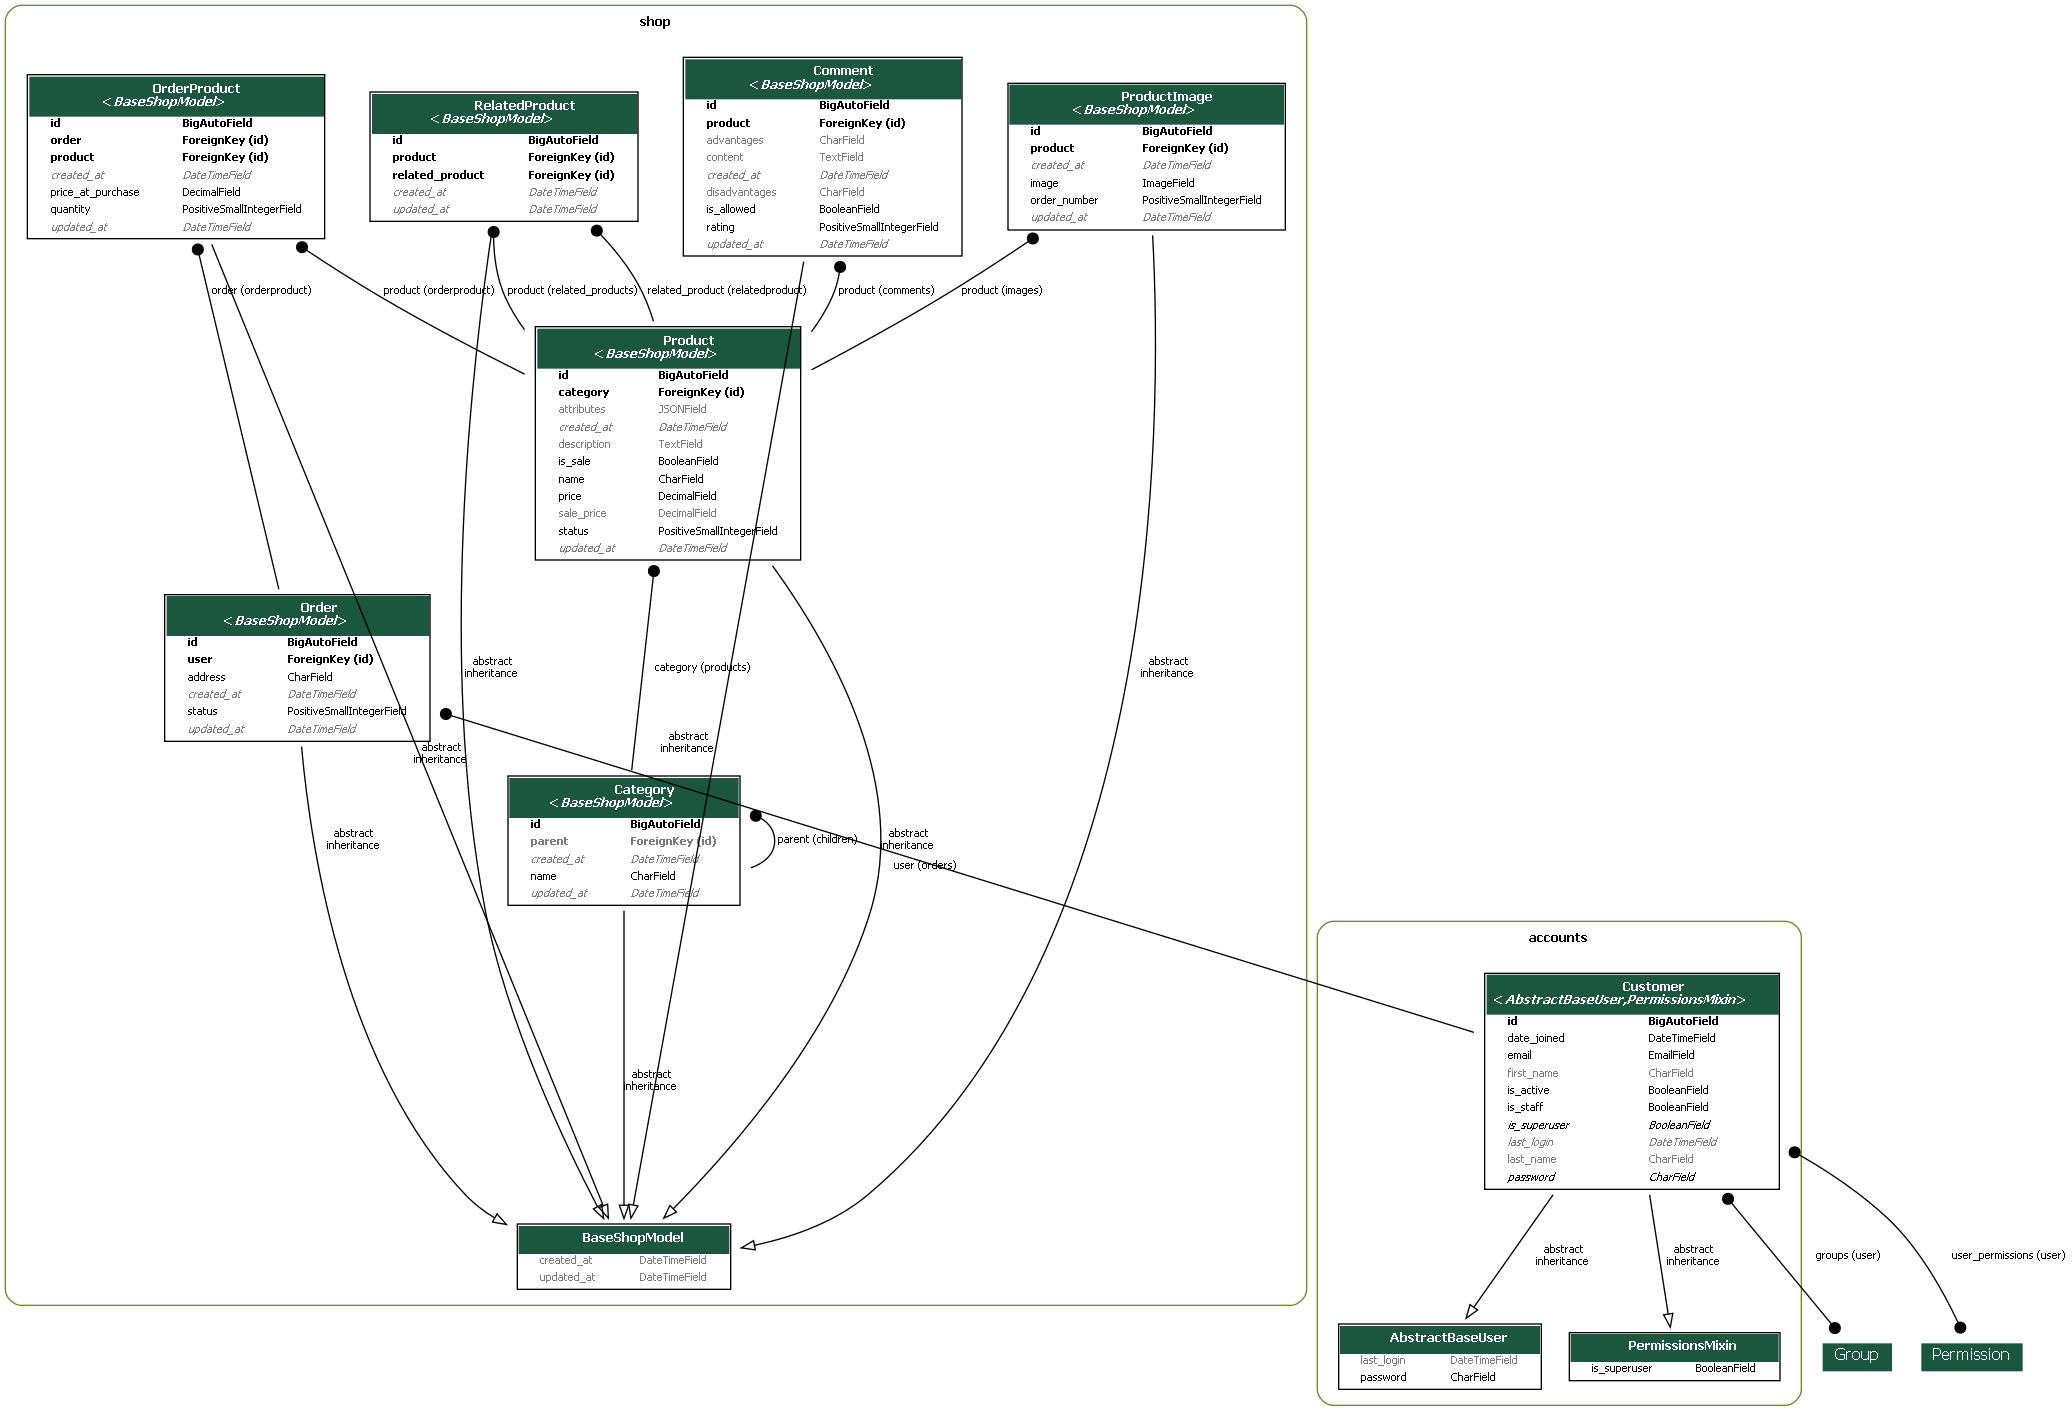 shop
OrderProduct
<BaseShopModel>
id BigAutoField
order ForeignKey (id)
product ForeignKey (id)
created_at DateTimeField
price_at_purchase DecimalField
quantity PositiveSmallIntegerField
updated_at DateTimeField
RelatedProduct
<BaseShopModel>
id BigAutoField
product ForeignKey (id)
related_product ForeignKey (id)
created_at DateTimeField
updated_at DateTimeField
Comment
<BaseShopModel>
id BigAutoField
product ForeignKey (id)
advantages CharField
content TextField
created_at DateTimeField
disadvantages CharField
is_allowed BooleanField
rating PositiveSmallIntegerField
updated_at DateTimeField
ProductImage
<BaseShopModel>
id BigAutoField
product ForeignKey (id)
created_at DateTimeField
image ImageField
order_number PositiveSmallIntegerField
updated_at DateTimeField
order (orderproduct)
product (orderproduct)
product (related_products)
related_product (relatedproduct)
product (comments)
product (images)
Product
<BaseShopModel>
id BigAutoField
category ForeignKey (id)
attributes JSONField
created_at DateTimeField
description TextField
is_sale BooleanField
name CharField
price DecimalField
sale_price DecimalField
status PositiveSmallIntegerField
updated_at DateTimeField
Order
<BaseShopModel>
id BigAutoField
user ForeignKey (id)
address CharField
created_at DateTimeField
status PositiveSmallIntegerField
updated_at DateTimeField
abstract
inheritance
category (products)
abstract
inheritance
abstract
inheritance
abstract
inheritance
Category
<BaseShopModel>
id BigAutoField
parent ForeignKey (id)
created_at DateTimeField
name CharField
updated_at DateTimeField
abstract
inheritance
parent (children)
abstract
inheritance
user (orders)
abstract
inheritance
BaseShopModel
created_at DateTimeField
updated_at DateTimeField
accounts
Customer
<AbstractBaseUser,PermissionsMixin>
id BigAutoField
date_joined DateTimeField
email EmailField
first_name CharField
is_active BooleanField
is_staff BooleanField
is_superuser BooleanField
last_login DateTimeField
last_name CharField
password CharField
abstract
inheritance
abstract
inheritance
groups (user)
user_permissions (user)
AbstractBaseUser
last_login DateTimeField
password CharField
PermissionsMixin
is_superuser BooleanField
Group
Permission